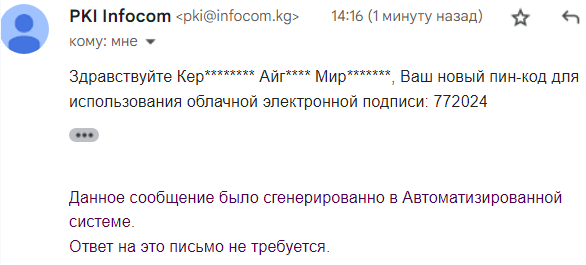 PKI Infocom <pki@infocom.kg> 14:16 (1 минуту назад)
кому: мне
Здравствуйте Кер******** Айг**** Мир*******, Ваш новый пин-код для
использования облачной электронной подписи: 772024
Данное сообщение было сгенерированно в Автоматизированной
системе.
Ответ на это письмо не требуется.